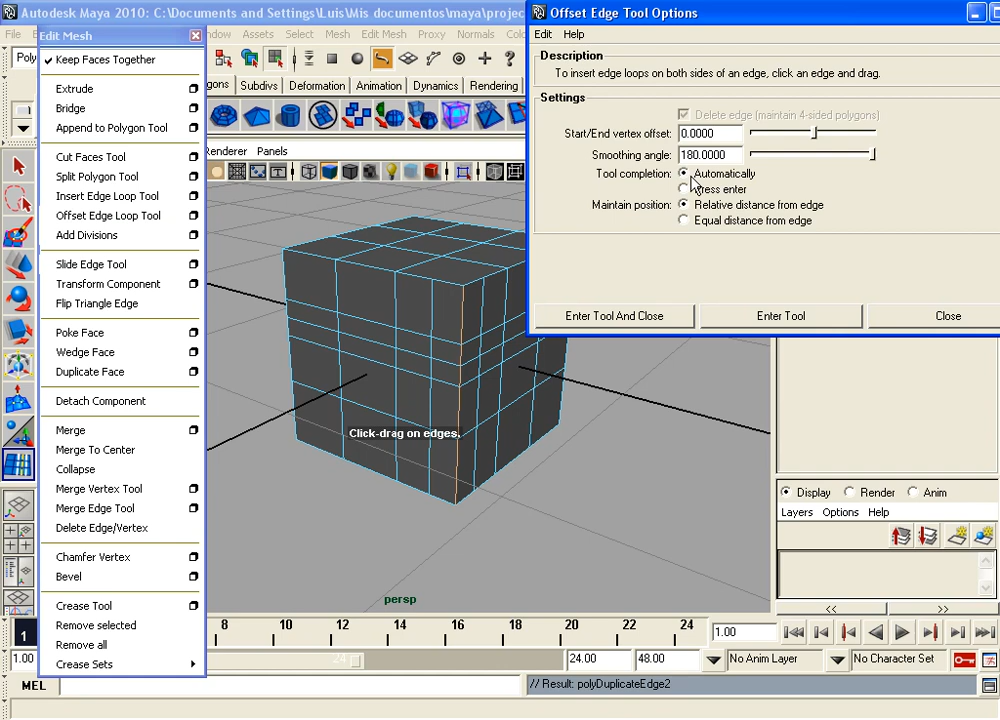 Autodesk Maya 2010: C:\Documents and Settings\Luis\Mis documentos\maya\projec
File
ndow Assets Select Mesh Edit Mesh Proxy Normals
Poly
gons Subdivs Deformation Animation Dynamics Rendering
Renderer Panels
Edit Mesh
Keep Faces Together
Extrude
Bridge
Append to Polygon Tool
Cut Faces Tool
Split Polygon Tool
Insert Edge Loop Tool
Offset Edge Loop Tool
Add Divisions
Slide Edge Tool
Transform Component
Flip Triangle Edge
Poke Face
Wedge Face
Duplicate Face
Detach Component
Merge
Merge To Center
Collapse
Merge Vertex Tool
Merge Edge Tool
Delete Edge/Vertex
Chamfer Vertex
Bevel
Crease Tool
Remove selected
Remove all
Crease Sets
Offset Edge Tool Options
Edit Help
Description
To insert edge loops on both sides of an edge, click an edge and drag.
Settings
Delete edge (maintain 4-sided polygons)
Start/End vertex offset: 0.0000
Smoothing angle: 180.0000
Tool completion: Automatically
ress enter
Maintain position: Relative distance from edge
Equal distance from edge
Enter Tool And Close Enter Tool Close
Click-drag on edges.
persp
Display Render Anim
Layers Options Help
<< >>
1 8 10 12 14 16 18 20 22 24 1.00
1.00 24 24.00 48.00 No Anim Layer No Character Set
MEL // Result: polyDuplicateEdge2